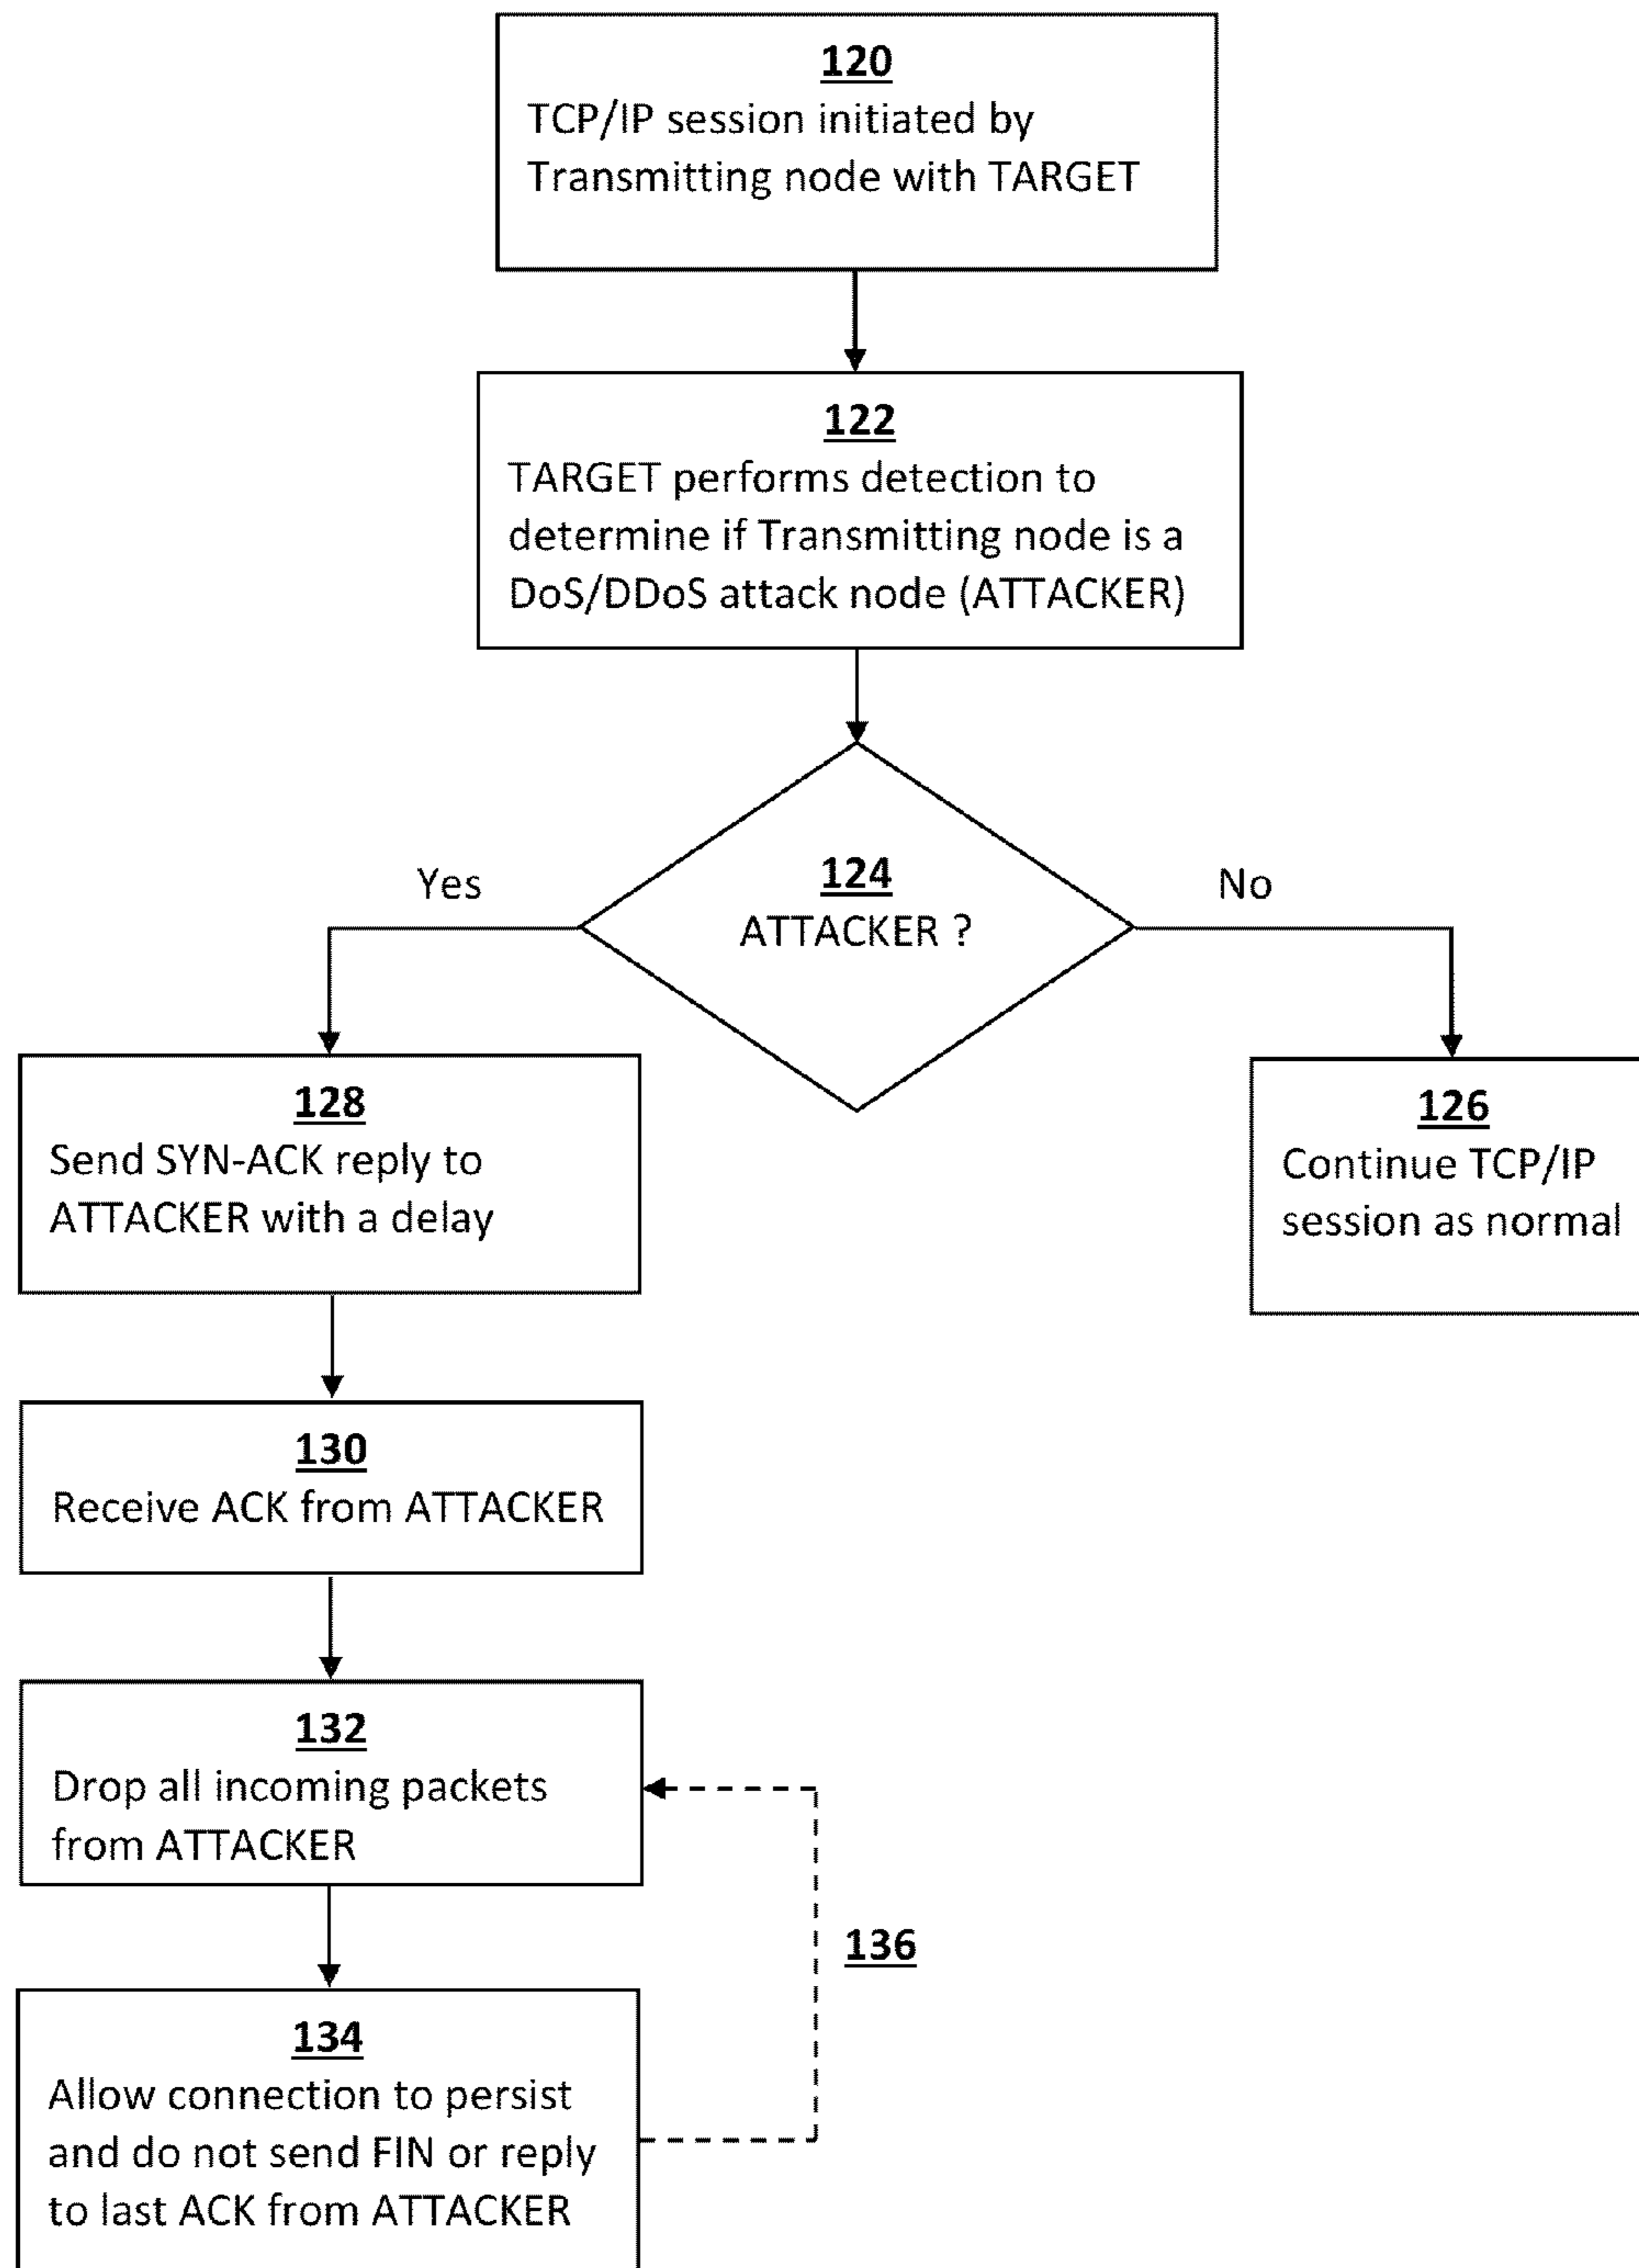 120
TCP/IP session initiated by
Transmitting node with TARGET
122
TARGET performs detection to
determine if Transmitting node is a
DoS/DDoS attack node (ATTACKER)
Yes
124
ATTACKER ?
No
128
Send SYN-ACK reply to
ATTACKER with a delay
126
Continue TCP/IP
session as normal
130
Receive ACK from ATTACKER
132
Drop all incoming packets
from ATTACKER
136
134
Allow connection to persist
and do not send FIN or reply
to last ACK from ATTACKER